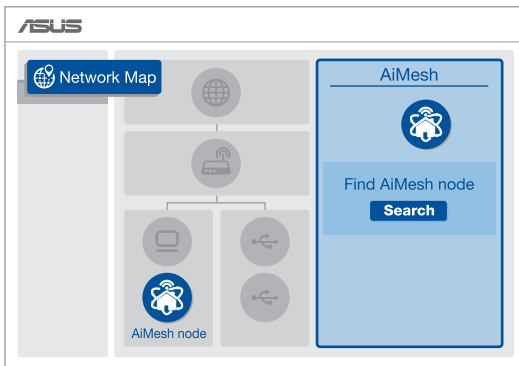 ASUS
Network Map
AiMesh
Find AiMesh node
Search
AiMesh node